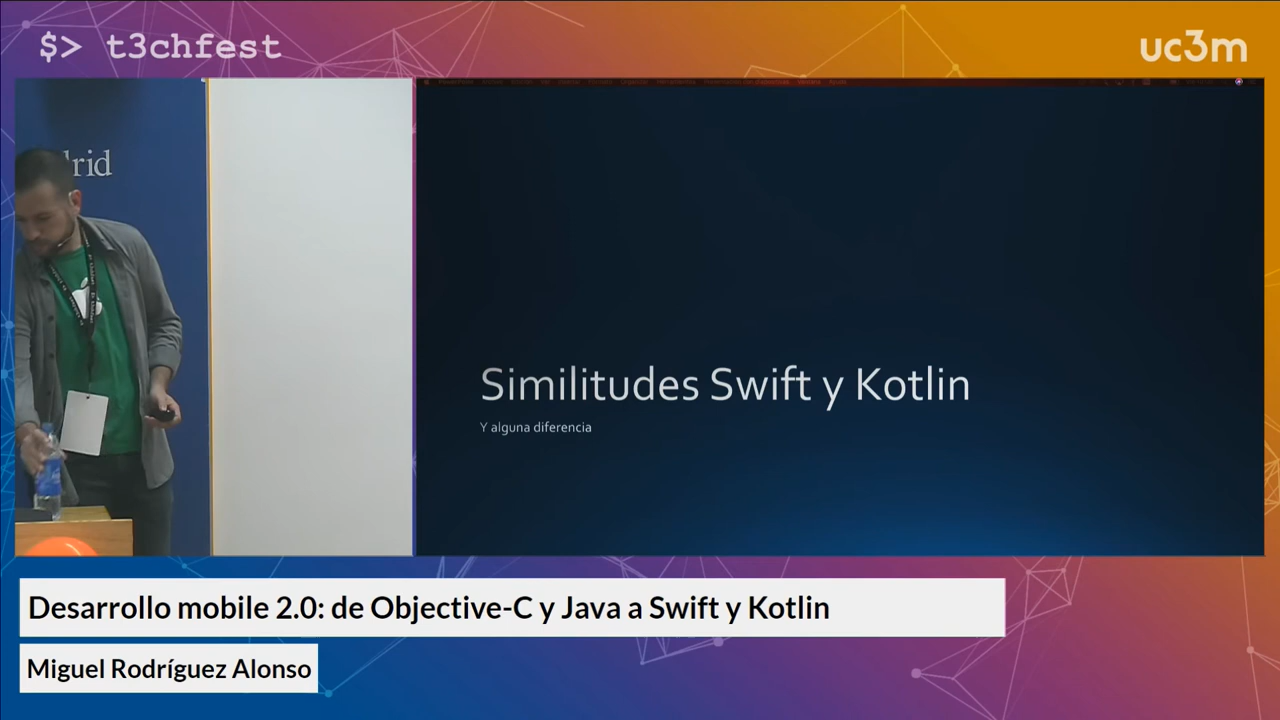 $> t3chfest
uc3m
drid
Similitudes Swift y Kotlin
Y alguna diferencia
Desarrollo mobile 2.0: de Objective-C y Java a Swift y Kotlin
Miguel Rodríguez Alonso